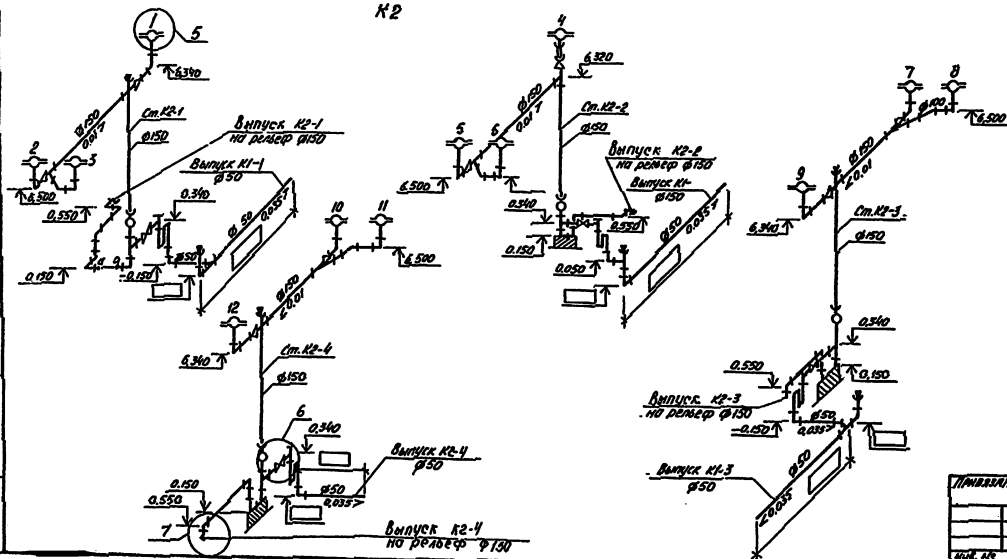 К2
1
5
6,340
Ст.К2-1
Ф150
0.01
Ф150
2
3
6,500
0,550
Выпуск К2-1
на рельеф Ф150
Выпуск К1-1
Ф50
0.340
Ф50
0.035
0.150
-0.150
Ф50
4
6,320
Ф150
0.01
Ст.К2-2
Ф150
5
6
6.500
Выпуск К2-2
на рельеф Ф150
Выпуск К1-
Ф150
0.340
0.550
0.150
0.050
Ф50
0.035
7
8
Ф100
6,500
Ф150
0.01
9
6,340
Ст.К2-3
Ф150
0.340
0.550
0.150
Выпуск К2-3
на рельеф Ф150
-0.150
Ф50
0,035
Выпуск К1-3
Ф50
Ф50
0.035
10
11
6,500
Ф150
0.01
12
6,340
Ст.К2-4
Ф150
6
0.340
Выпуск К2-4
Ф50
Ф50
0,035
0.150
0.550
7
Выпуск К2-4
на рельеф Ф150